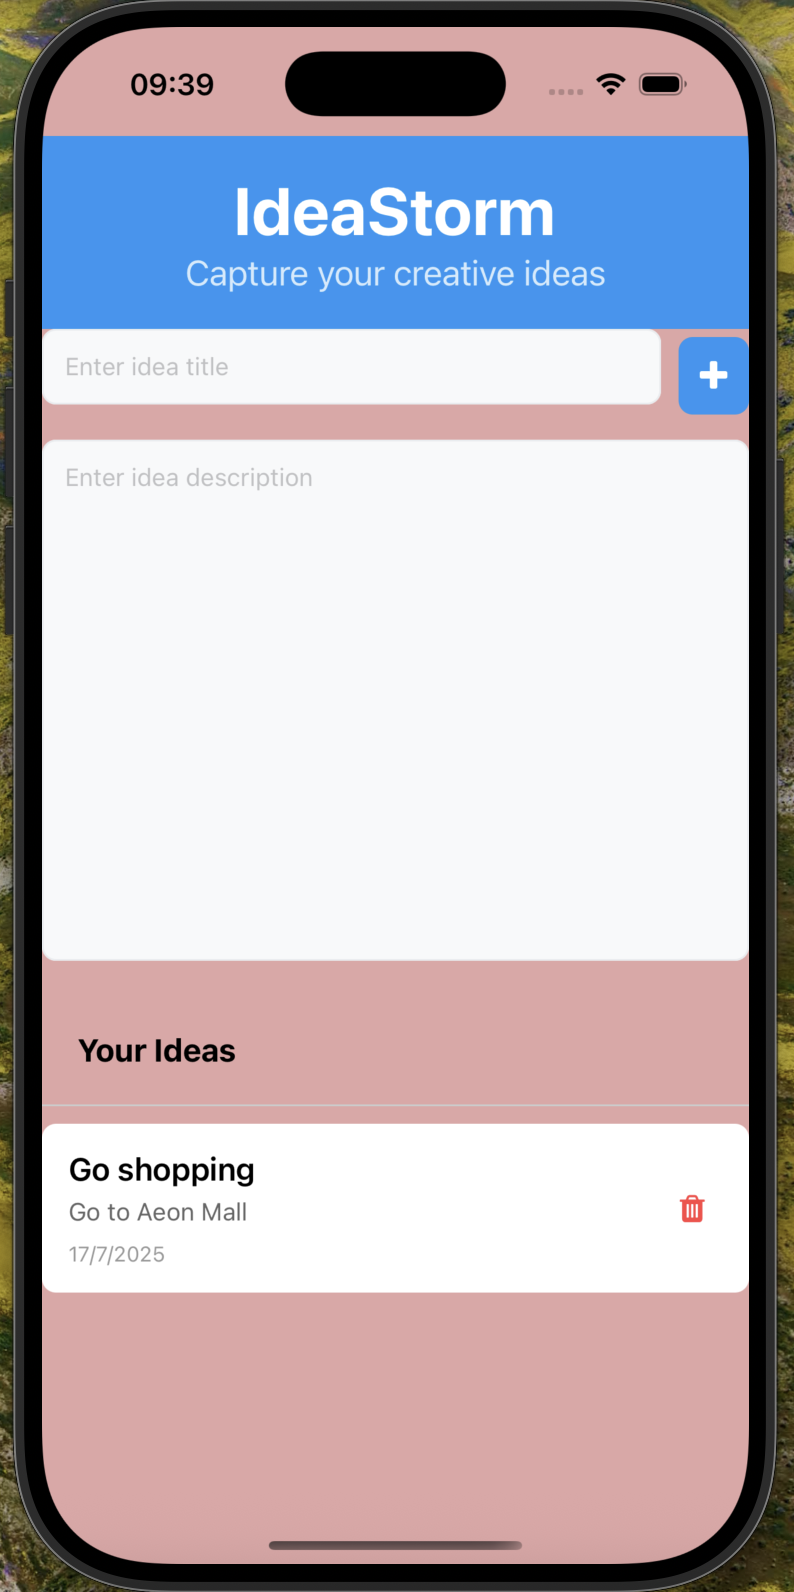 09:39
IdeaStorm
Capture your creative ideas
Enter idea title
Enter idea description
Your Ideas
Go shopping
Go to Aeon Mall
17/7/2025